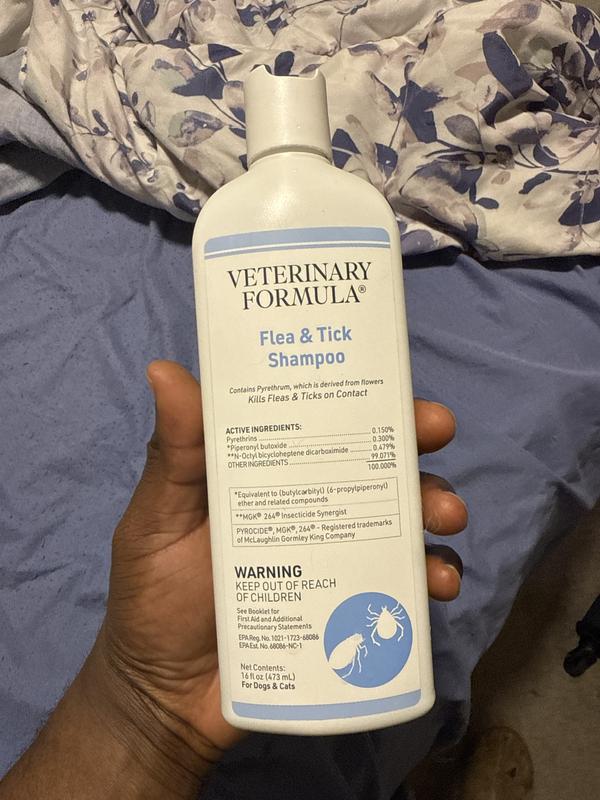 VETERINARY
FORMULA®
Flea & Tick
Shampoo
Contains Pyrethrum, which is derived from flowers
Kills Fleas & Ticks on Contact
ACTIVE INGREDIENTS:
Pyrethrins ........................................ 0.150%
*Piperonyl butoxide ........................... 0.300%
**N-Octyl bicycloheptene dicarboximide ..... 0.479%
OTHER INGREDIENTS ........................... 99.071%
100.000%
*Equivalent to (butylcarbityl) (6-propylpiperonyl)
ether and related compounds
**MGK® 264® Insecticide Synergist
PYROCIDE®, MGK®, 264® - Registered trademarks
of McLaughlin Gormley King Company
WARNING
KEEP OUT OF REACH
OF CHILDREN
See Booklet for
First Aid and Additional
Precautionary Statements
EPA Reg. No. 1021-1723-68086
EPA Est. No. 68086-NC-1
Net Contents:
16 fl oz (473 mL)
For Dogs & Cats